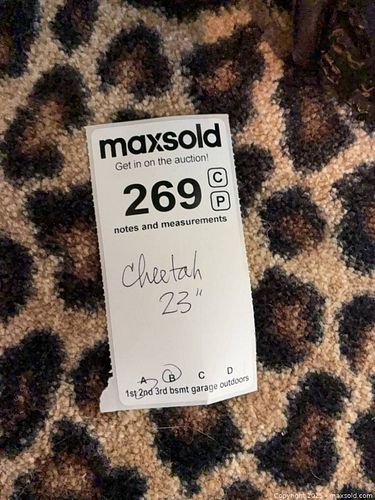 maxsold
Get in on the auction!
269 C
P
notes and measurements
Cheetah
23"
A B C D
1st 2nd 3rd bsmt garage outdoors
Copyright 2025 - maxsold.com